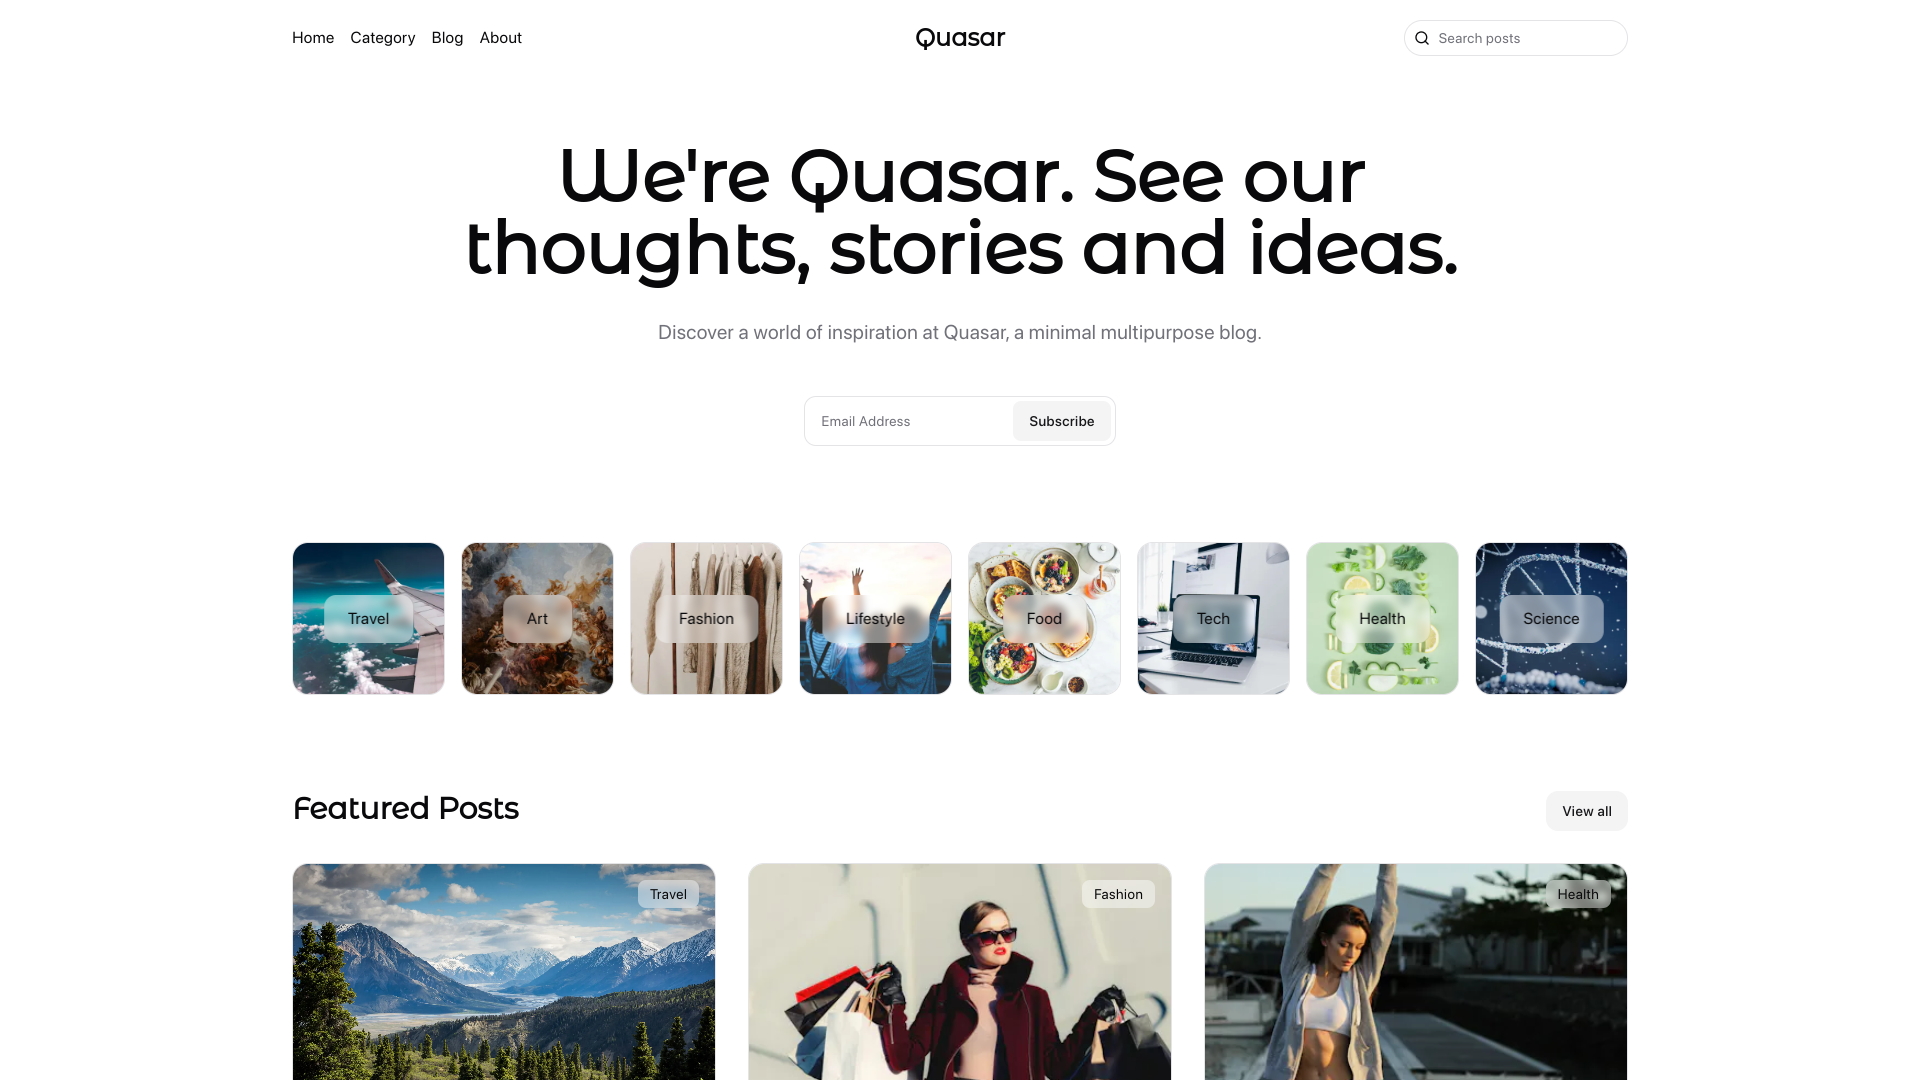 Home Category Blog About
Quasar
Search posts
We're Quasar. See our
thoughts, stories and ideas.
Discover a world of inspiration at Quasar, a minimal multipurpose blog.
Email Address
Subscribe
Travel
Art
Fashion
Lifestyle
Food
Tech
Health
Science
Featured Posts
View all
Travel
Fashion
Health